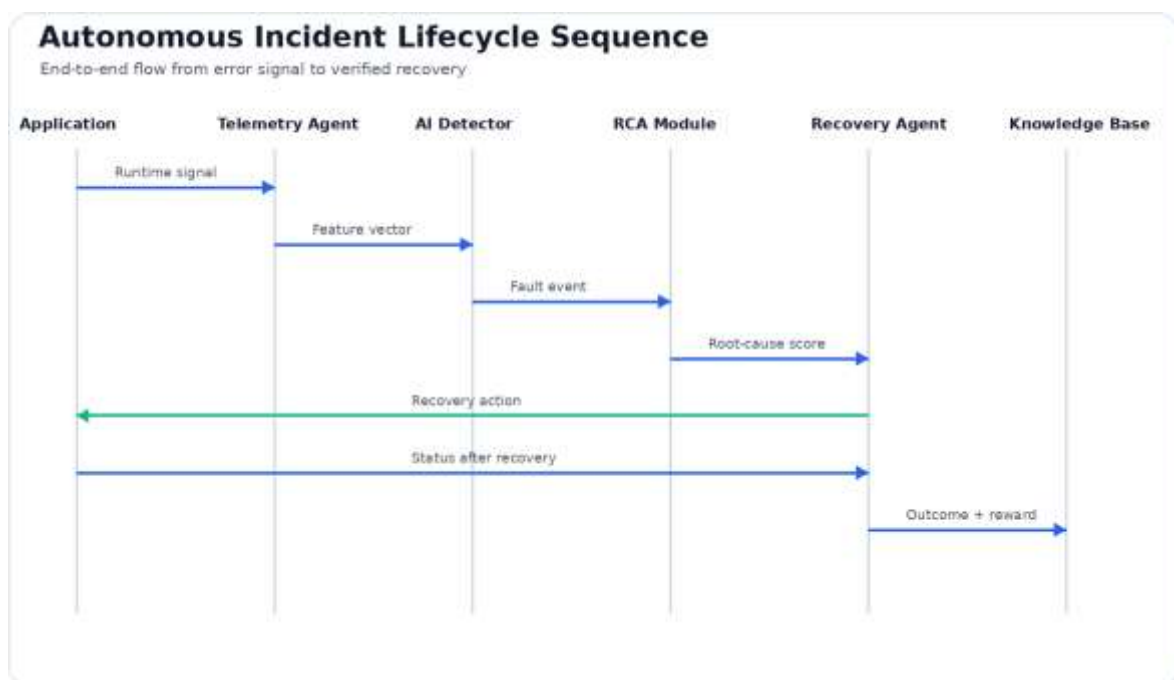 Autonomous Incident Lifecycle Sequence
End-to-end flow from error signal to verified recovery
Application Telemetry Agent AI Detector RCA Module Recovery Agent Knowledge Base
Runtime signal
Feature vector
Fault event
Root-cause score
Recovery action
Status after recovery
Outcome + reward